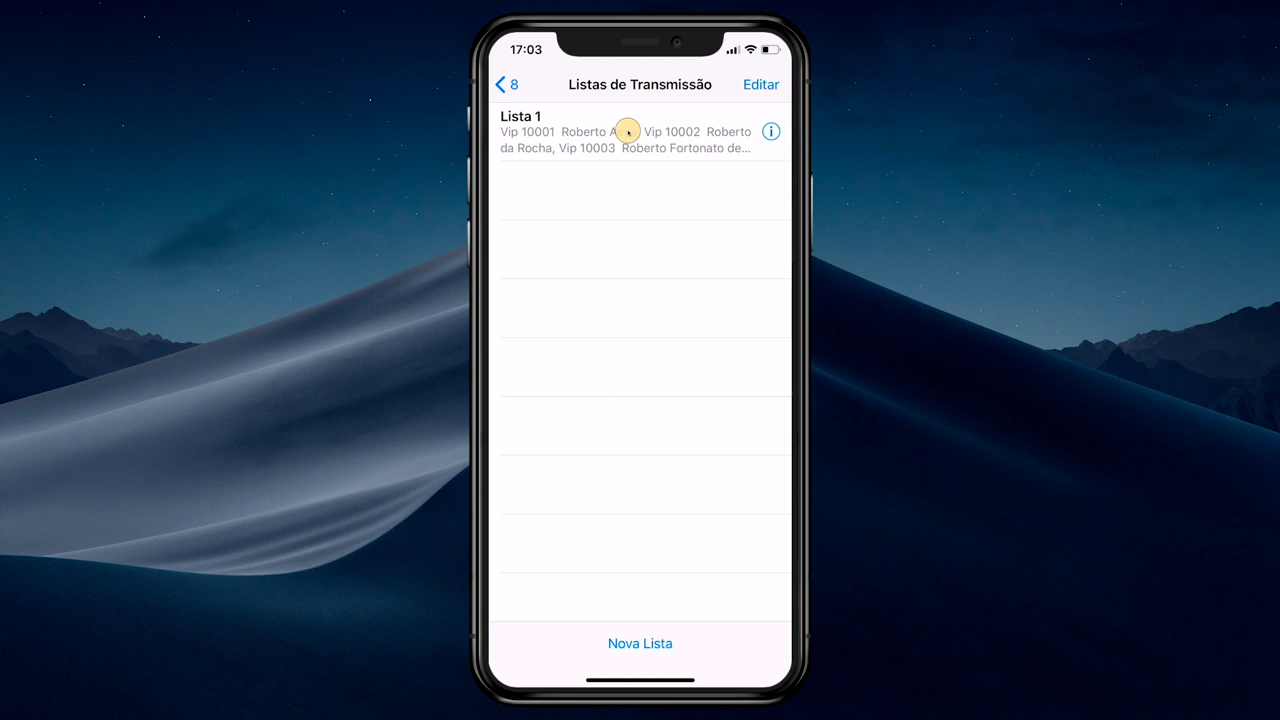 17:03
8
Listas de Transmissão
Editar
Lista 1
Vip 10001 Roberto Vip 10002 Roberto
da Rocha, Vip 10003 Roberto Fortonato de...
Nova Lista